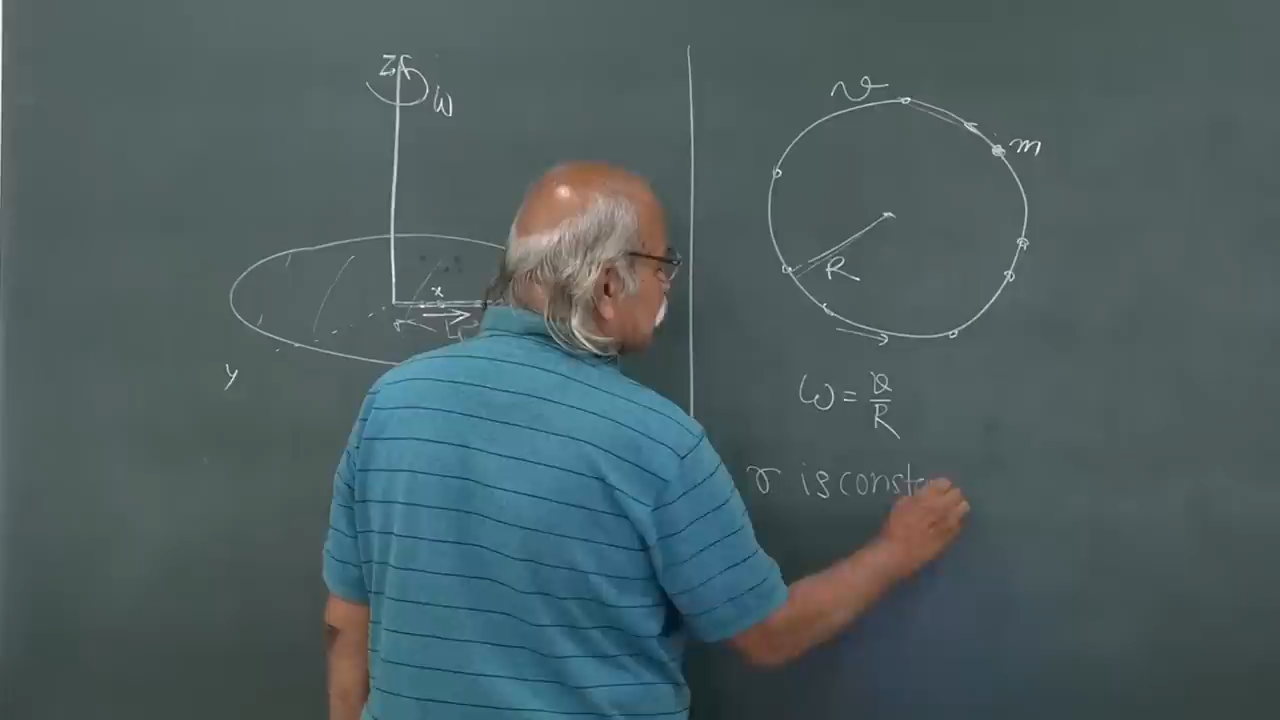 Z
ω
x
y
v
m
R
ω = v/R
r is const